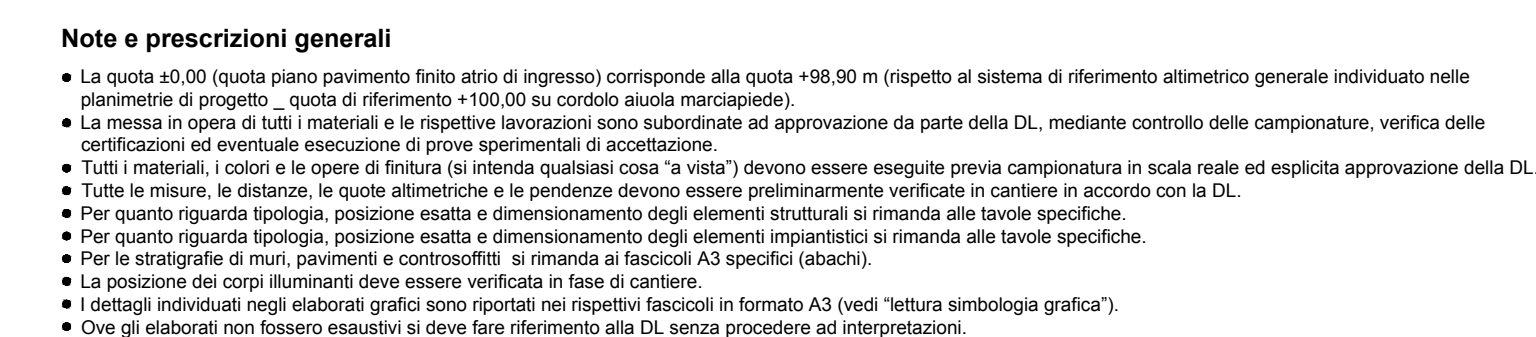 Note e prescrizioni generali
● La quota ±0,00 (quota piano pavimento finito atrio di ingresso) corrisponde alla quota +98,90 m (rispetto al sistema di riferimento altimetrico generale individuato nelle
planimetrie di progetto _ quota di riferimento +100,00 su cordolo aiuola marciapiede).
● La messa in opera di tutti i materiali e le rispettive lavorazioni sono subordinate ad approvazione da parte della DL, mediante controllo delle campionature, verifica delle
certificazioni ed eventuale esecuzione di prove sperimentali di accettazione.
● Tutti i materiali, i colori e le opere di finitura (si intenda qualsiasi cosa “a vista”) devono essere eseguite previa campionatura in scala reale ed esplicita approvazione della DL.
● Tutte le misure, le distanze, le quote altimetriche e le pendenze devono essere preliminarmente verificate in cantiere in accordo con la DL.
● Per quanto riguarda tipologia, posizione esatta e dimensionamento degli elementi strutturali si rimanda alle tavole specifiche.
● Per quanto riguarda tipologia, posizione esatta e dimensionamento degli elementi impiantistici si rimanda alle tavole specifiche.
● Per le stratigrafie di muri, pavimenti e controsoffitti si rimanda ai fascicoli A3 specifici (abachi).
● La posizione dei corpi illuminanti deve essere verificata in fase di cantiere.
● I dettagli individuati negli elaborati grafici sono riportati nei rispettivi fascicoli in formato A3 (vedi “lettura simbologia grafica”).
● Ove gli elaborati non fossero esaustivi si deve fare riferimento alla DL senza procedere ad interpretazioni.